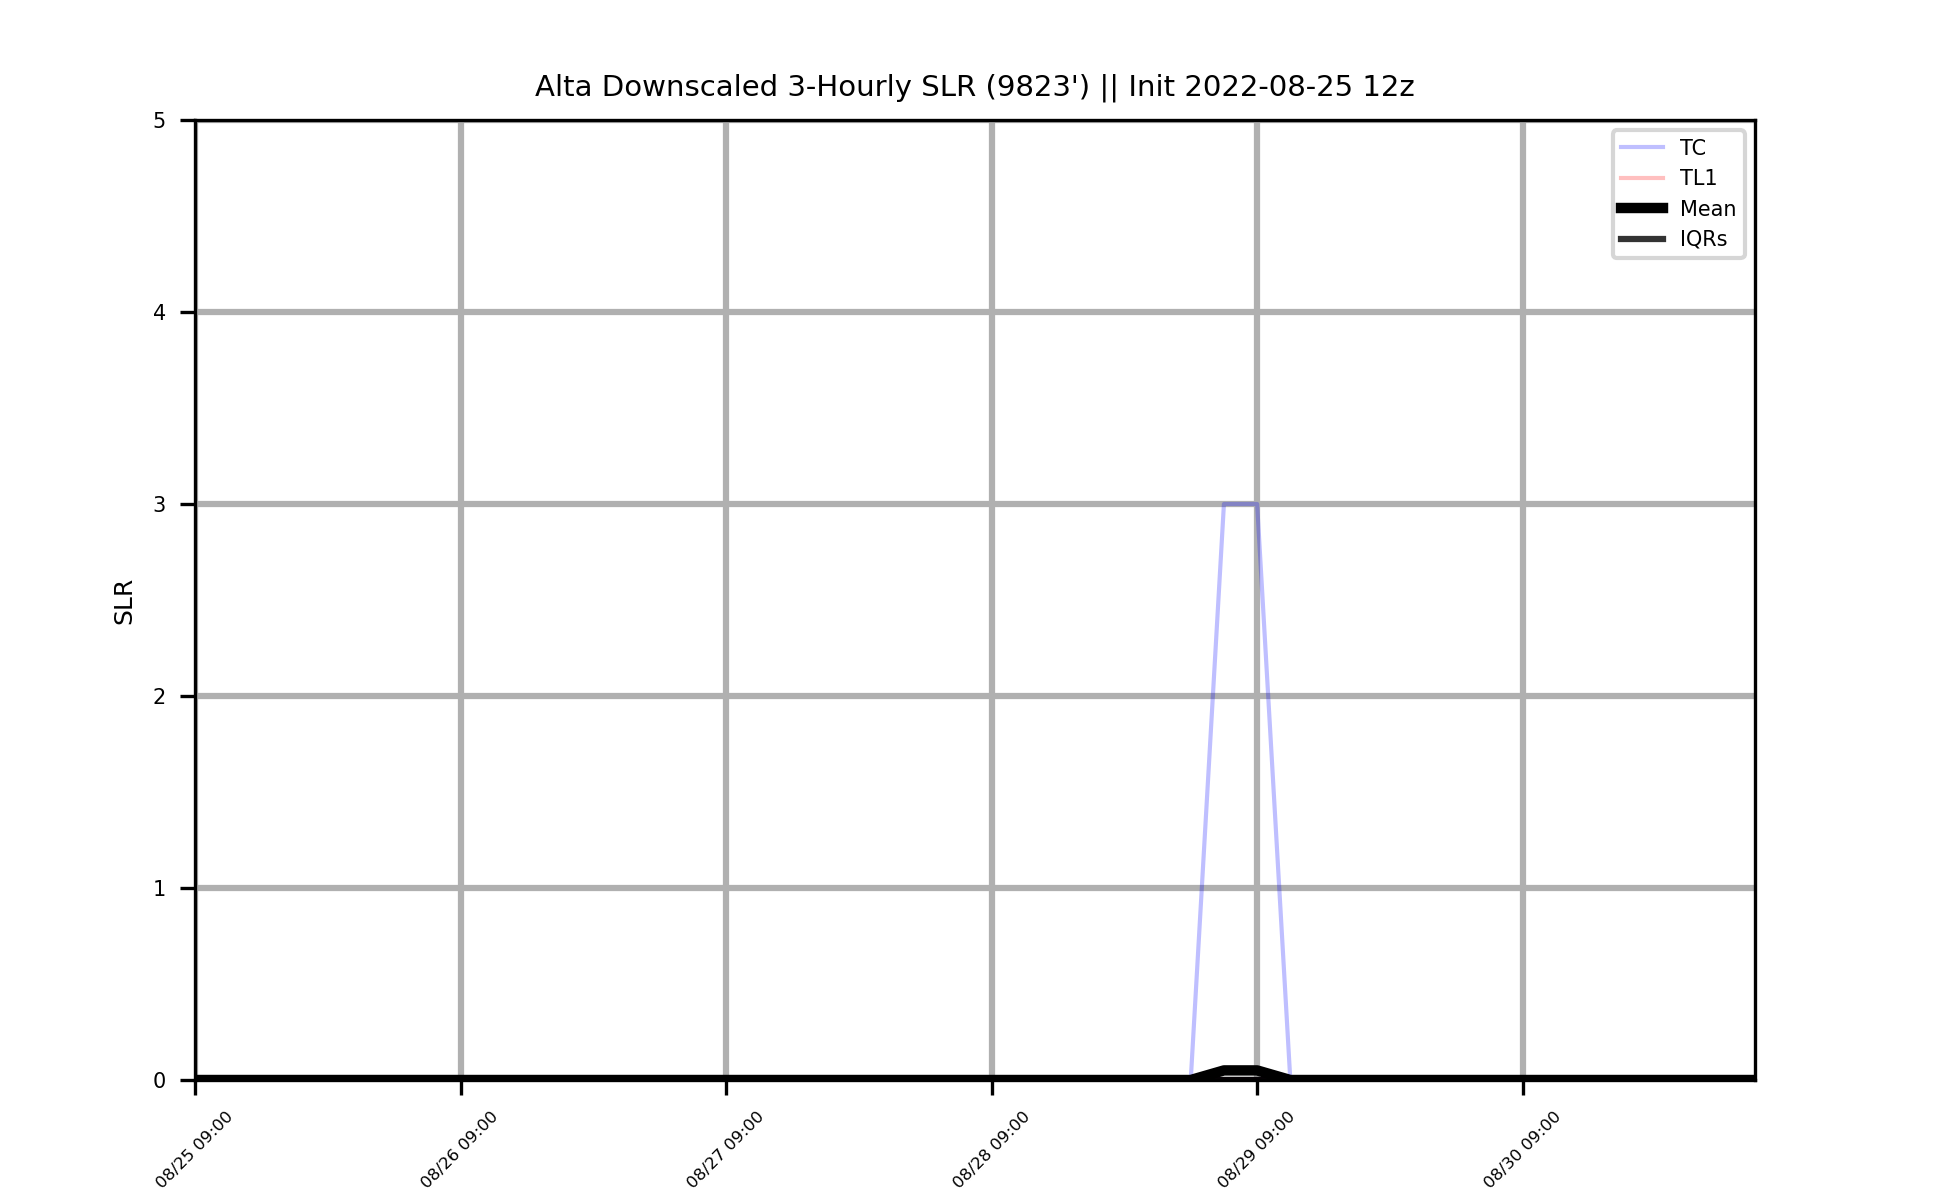 Alta Downscaled 3-Hourly SLR (9823') || Init 2022-08-25 12z
5
4
3
2
1
0
SLR
TC
TL1
Mean
IQRs
08/25 09:00
08/26 09:00
08/27 09:00
08/28 09:00
08/29 09:00
08/30 09:00